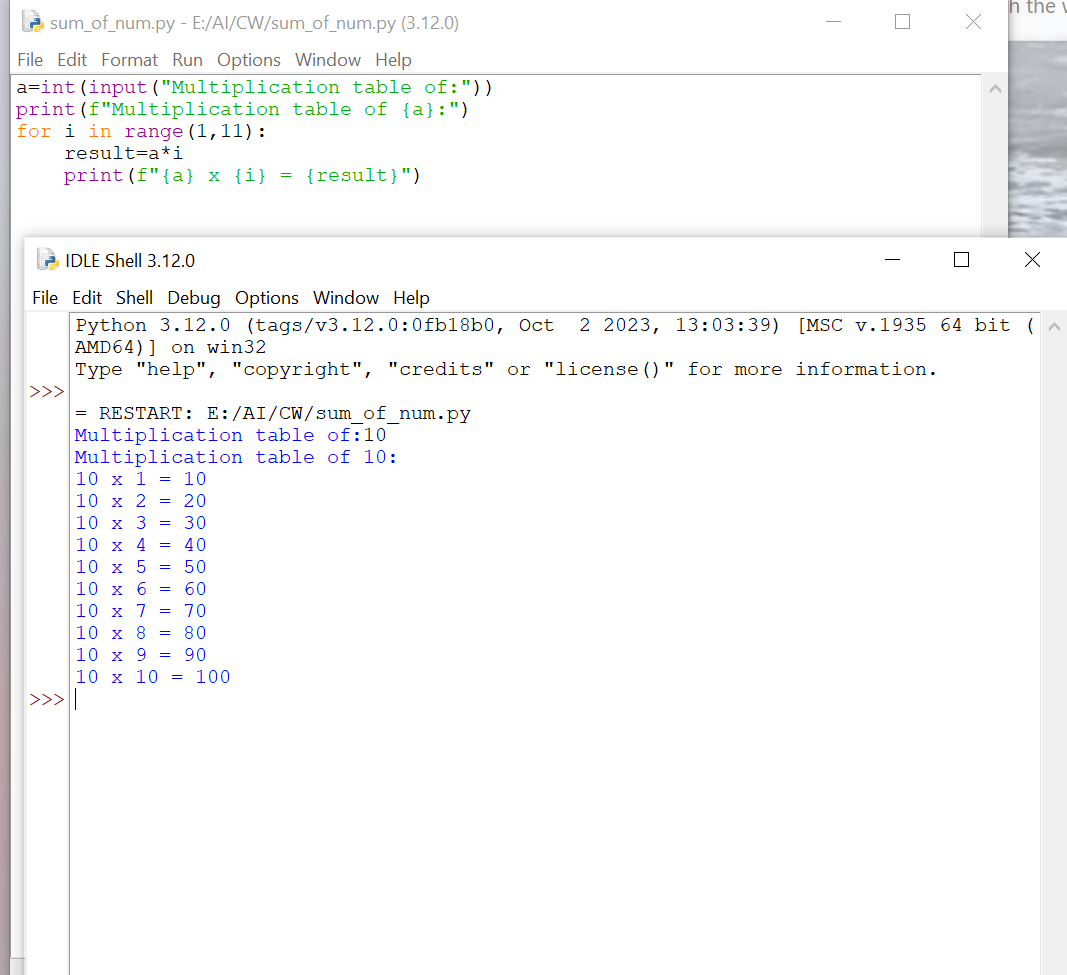 sum_of_num.py - E:/AI/CW/sum_of_num.py (3.12.0)
h the
File Edit Format Run Options Window Help
a=int(input("Multiplication table of:"))
print(f"Multiplication table of {a}:")
for i in range(1,11):
    result=a*i
    print(f"{a} x {i} = {result}")
IDLE Shell 3.12.0
File Edit Shell Debug Options Window Help
Python 3.12.0 (tags/v3.12.0:0fb18b0, Oct  2 2023, 13:03:39) [MSC v.1935 64 bit (
AMD64)] on win32
Type "help", "copyright", "credits" or "license()" for more information.
>>>
= RESTART: E:/AI/CW/sum_of_num.py
Multiplication table of:10
Multiplication table of 10:
10 x 1 = 10
10 x 2 = 20
10 x 3 = 30
10 x 4 = 40
10 x 5 = 50
10 x 6 = 60
10 x 7 = 70
10 x 8 = 80
10 x 9 = 90
10 x 10 = 100
>>>